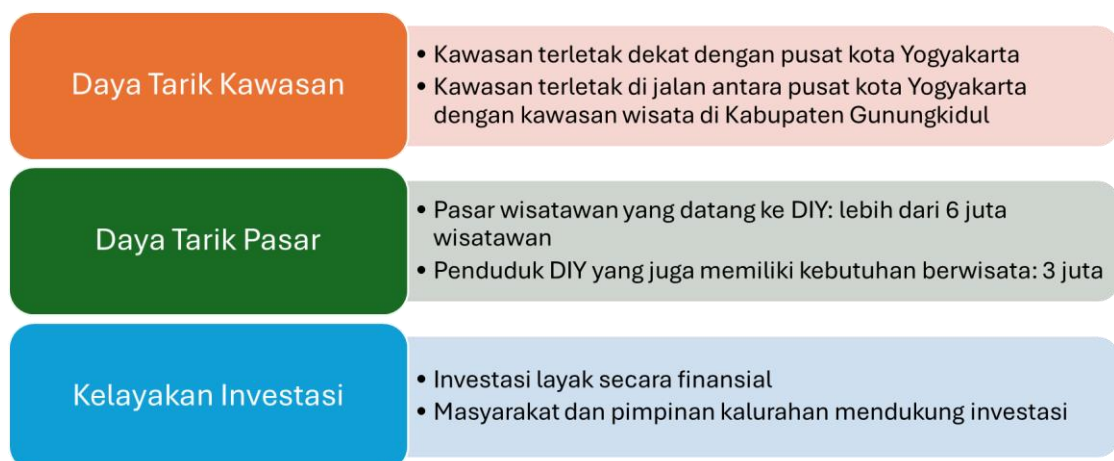 Daya Tarik Kawasan
• Kawasan terletak dekat dengan pusat kota Yogyakarta
• Kawasan terletak di jalan antara pusat kota Yogyakarta
dengan kawasan wisata di Kabupaten Gunungkidul
Daya Tarik Pasar
• Pasar wisatawan yang datang ke DIY: lebih dari 6 juta
wisatawan
• Penduduk DIY yang juga memiliki kebutuhan berwisata: 3 juta
Kelayakan Investasi
• Investasi layak secara finansial
• Masyarakat dan pimpinan kalurahan mendukung investasi